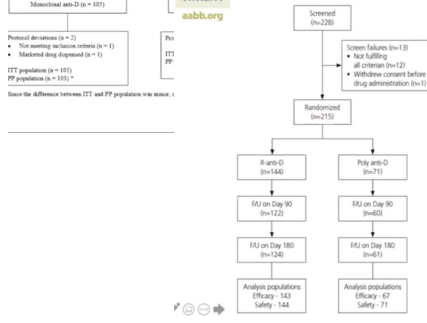 Monoclonal anti-D (n = 105)
Protocol deviations (n = 2)
• Not meeting inclusion criteria (n = 1)
• Marketed drug dispensed (n = 1)
ITT population (n = 105)
PP population (n = 103) *
Since the difference between ITT and PP population was minor,
ITT
PP
aabb.org
Screened
(n=228)
Screen failures (n=13)
• Not fulfilling
all criterian (n=12)
• Withdrew consent before
drug administration (n=1)
Randomized
(n=215)
R-anti-D
(n=144)
Poly anti-D
(n=71)
F/U on Day 90
(n=122)
F/U on Day 90
(n=60)
F/U on Day 180
(n=124)
F/U on Day 180
(n=61)
Analysis populations
Efficacy - 143
Safety - 144
Analysis populations
Efficacy - 67
Safety - 71